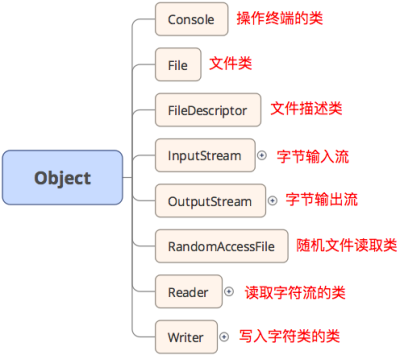 Console 操作终端的类
File 文件类
FileDescriptor 文件描述类
InputStream 字节输入流
Object
OutputStream 字节输出流
RandomAccessFile 随机文件读取类
Reader 读取字符流的类
Writer 写入字符类的类